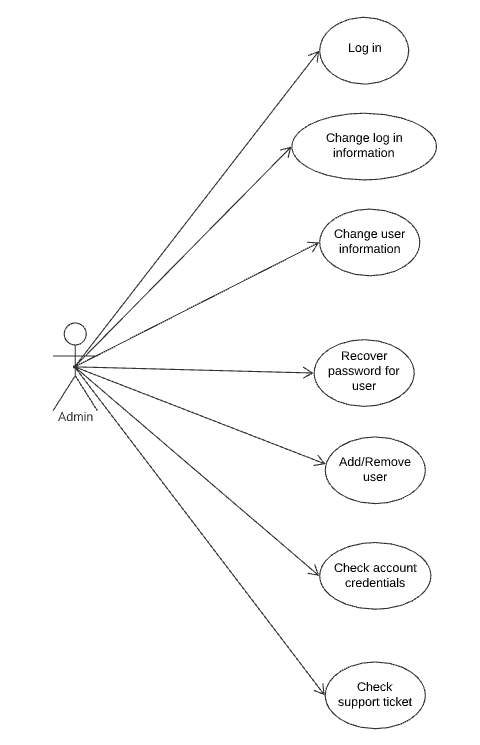 Log in
Change log in
information
Change user
information
Recover
password for
user
Admin
Add/Remove
user
Check account
credentials
Check
support ticket